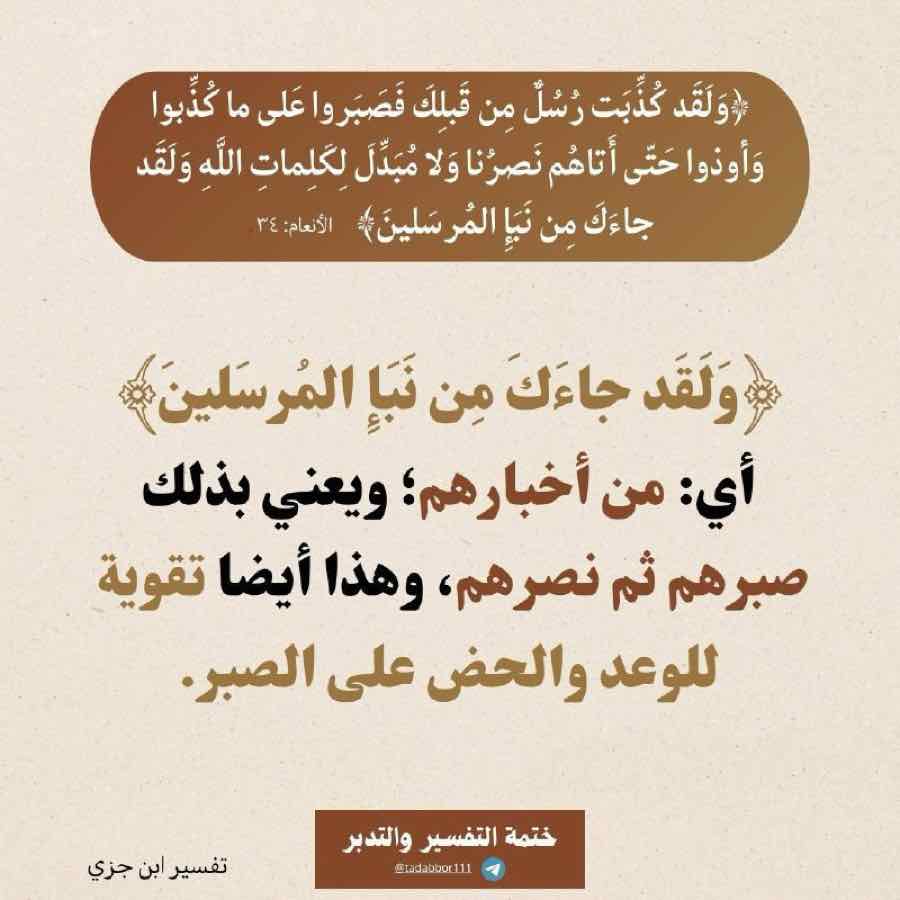 ﴿وَلَقَد كُذِّبَت رُسُلٌ مِن قَبلِكَ فَصَبَروا عَلى ما كُذِّبوا
وَأوذوا حَتّى أَتاهُم نَصرُنا وَلا مُبَدِّلَ لِكَلِماتِ اللَّهِ وَلَقَد
جاءَكَ مِن نَبَإِ المُرسَلينَ﴾ الأنعام: ٣٤
﴿وَلَقَد جاءَكَ مِن نَبَإِ المُرسَلينَ﴾
أي: من أخبارهم؛ ويعني بذلك
صبرهم ثم نصرهم، وهذا أيضا تقوية
للوعد والحض على الصبر.
ختمة التفسير والتدبر
@tadabbor111
تفسير ابن جزي